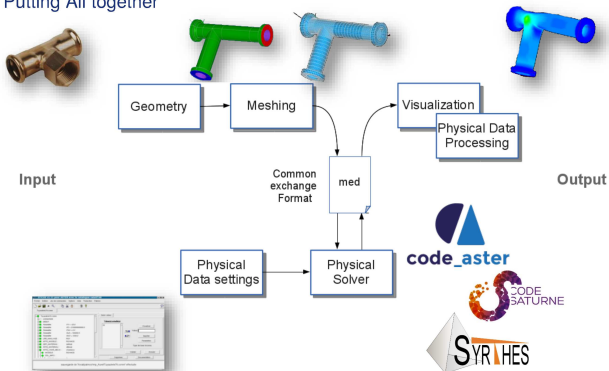 Putting All together
Geometry
Meshing
Visualization
Physical Data
Processing
Input
Common
exchange
Format
med
Output
Physical
Data settings
Physical
Solver
code_aster
CODE
SATURNE
SYRTHES